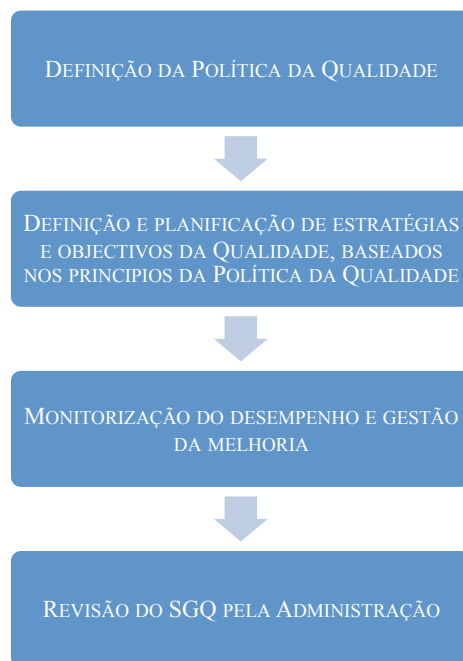 DEFINIÇÃO DA POLÍTICA DA QUALIDADE
DEFINIÇÃO E PLANIFICAÇÃO DE ESTRATÉGIAS
E OBJECTIVOS DA QUALIDADE, BASEADOS
NOS PRINCIPIOS DA POLÍTICA DA QUALIDADE
MONITORIZAÇÃO DO DESEMPENHO E GESTÃO
DA MELHORIA
REVISÃO DO SGQ PELA ADMINISTRAÇÃO